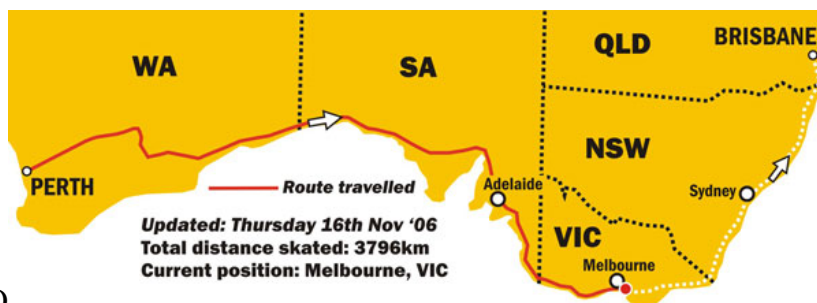 QLD
BRISBANE
WA
SA
NSW
PERTH
Route travelled
Adelaide
Sydney
Updated: Thursday 16th Nov ‘06
Total distance skated: 3796km
Current position: Melbourne, VIC
VIC
Melbourne